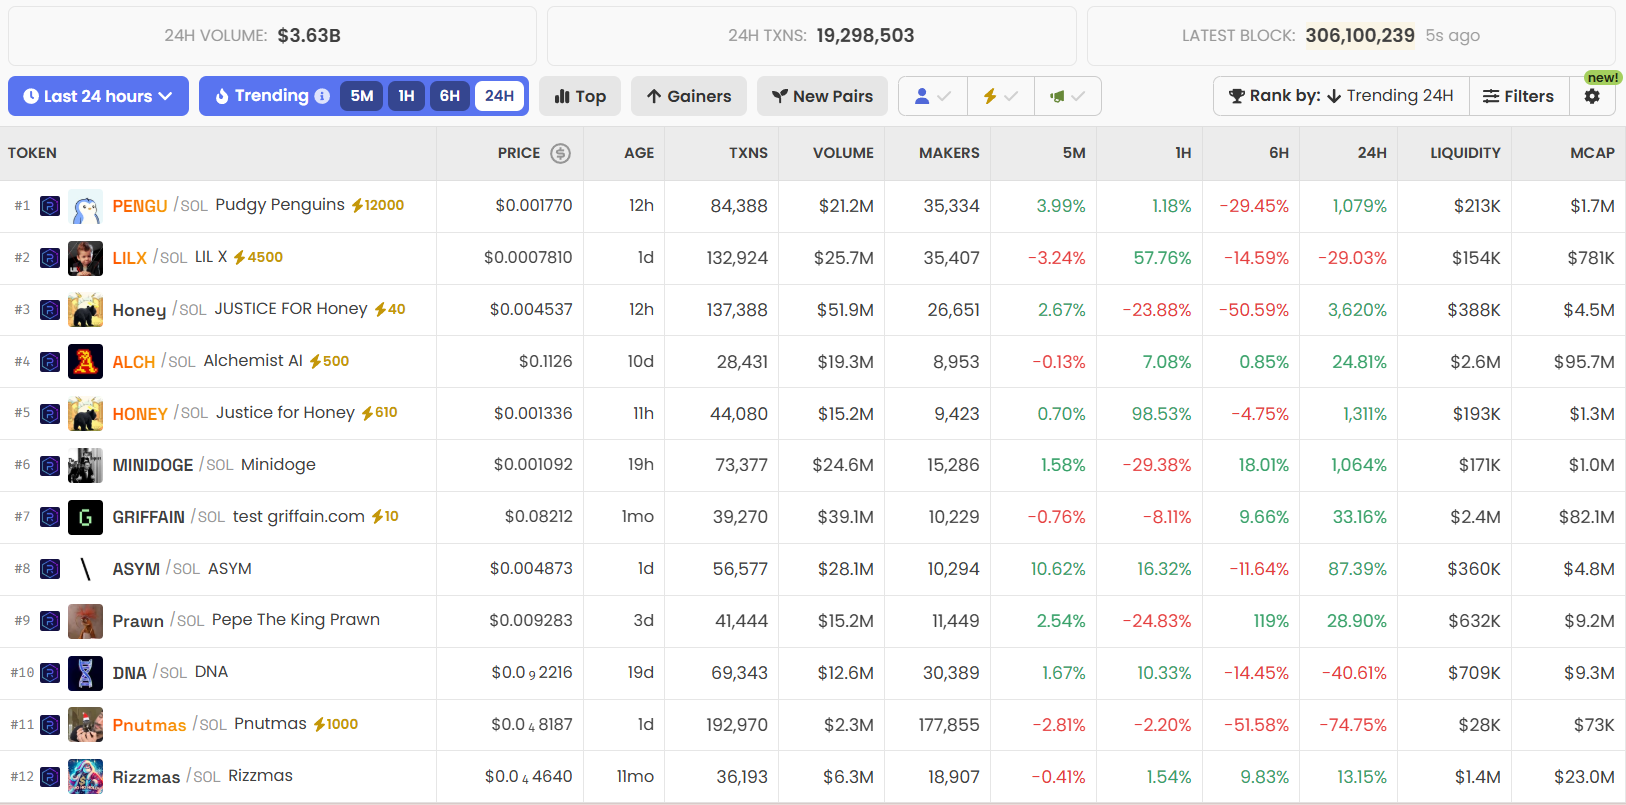 24H VOLUME: $3.63B 24H TXNS: 19,298,503 LATEST BLOCK: 306,100,239 5s ago
new!
Last 24 hours Trending 5M 1H 6H 24H Top Gainers New Pairs Rank by: Trending 24H Filters
TOKEN PRICE AGE TXNS VOLUME MAKERS 5M 1H 6H 24H LIQUIDITY MCAP
#1 PENGU /SOL Pudgy Penguins 12000 $0.001770 12h 84,388 $21.2M 35,334 3.99% 1.18% -29.45% 1,079% $213K $1.7M
#2 LILX /SOL LIL X 4500 $0.0007810 1d 132,924 $25.7M 35,407 -3.24% 57.76% -14.59% -29.03% $154K $781K
#3 Honey /SOL JUSTICE FOR Honey 40 $0.004537 12h 137,388 $51.9M 26,651 2.67% -23.88% -50.59% 3,620% $388K $4.5M
#4 ALCH /SOL Alchemist AI 500 $0.1126 10d 28,431 $19.3M 8,953 -0.13% 7.08% 0.85% 24.81% $2.6M $95.7M
#5 HONEY /SOL Justice for Honey 610 $0.001336 11h 44,080 $15.2M 9,423 0.70% 98.53% -4.75% 1,311% $193K $1.3M
#6 MINIDOGE /SOL Minidoge $0.001092 19h 73,377 $24.6M 15,286 1.58% -29.38% 18.01% 1,064% $171K $1.0M
#7 GRIFFAIN /SOL test griffain.com 10 $0.08212 1mo 39,270 $39.1M 10,229 -0.76% -8.11% 9.66% 33.16% $2.4M $82.1M
#8 ASYM /SOL ASYM $0.004873 1d 56,577 $28.1M 10,294 10.62% 16.32% -11.64% 87.39% $360K $4.8M
#9 Prawn /SOL Pepe The King Prawn $0.009283 3d 41,444 $15.2M 11,449 2.54% -24.83% 119% 28.90% $632K $9.2M
#10 DNA /SOL DNA $0.0₉2216 19d 69,343 $12.6M 30,389 1.67% 10.33% -14.45% -40.61% $709K $9.3M
#11 Pnutmas /SOL Pnutmas 1000 $0.0₄8187 1d 192,970 $2.3M 177,855 -2.81% -2.20% -51.58% -74.75% $28K $73K
#12 Rizzmas /SOL Rizzmas $0.0₄4640 11mo 36,193 $6.3M 18,907 -0.41% 1.54% 9.83% 13.15% $1.4M $23.0M